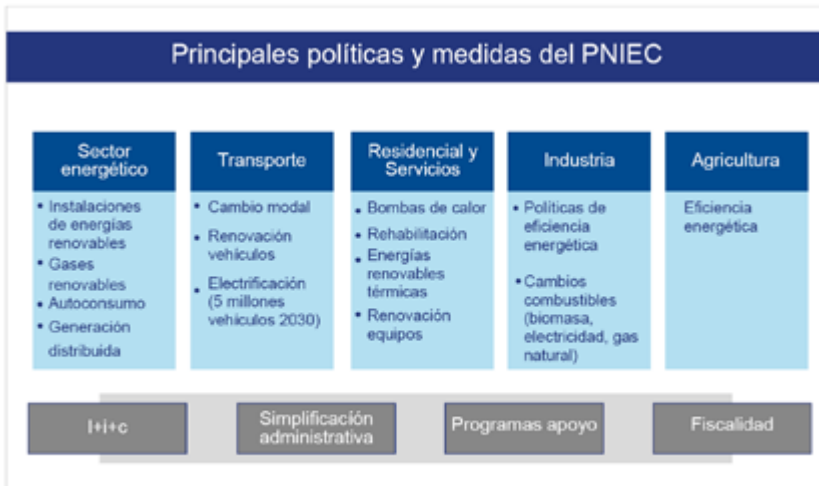 Principales políticas y medidas del PNIEC
Sector
energético
• Instalaciones
de energías
renovables
• Gases
renovables
• Autoconsumo
• Generación
distribuida
Transporte
• Cambio modal
• Renovación
vehículos
• Electrificación
(5 millones
vehículos 2030)
Residencial y
Servicios
• Bombas de calor
• Rehabilitación
• Energías
renovables
térmicas
• Renovación
equipos
Industria
• Políticas de
eficiencia
energética
• Cambios
combustibles
(biomasa,
electricidad, gas
natural)
Agricultura
Eficiencia
energética
I+i+c
Simplificación
administrativa
Programas apoyo
Fiscalidad